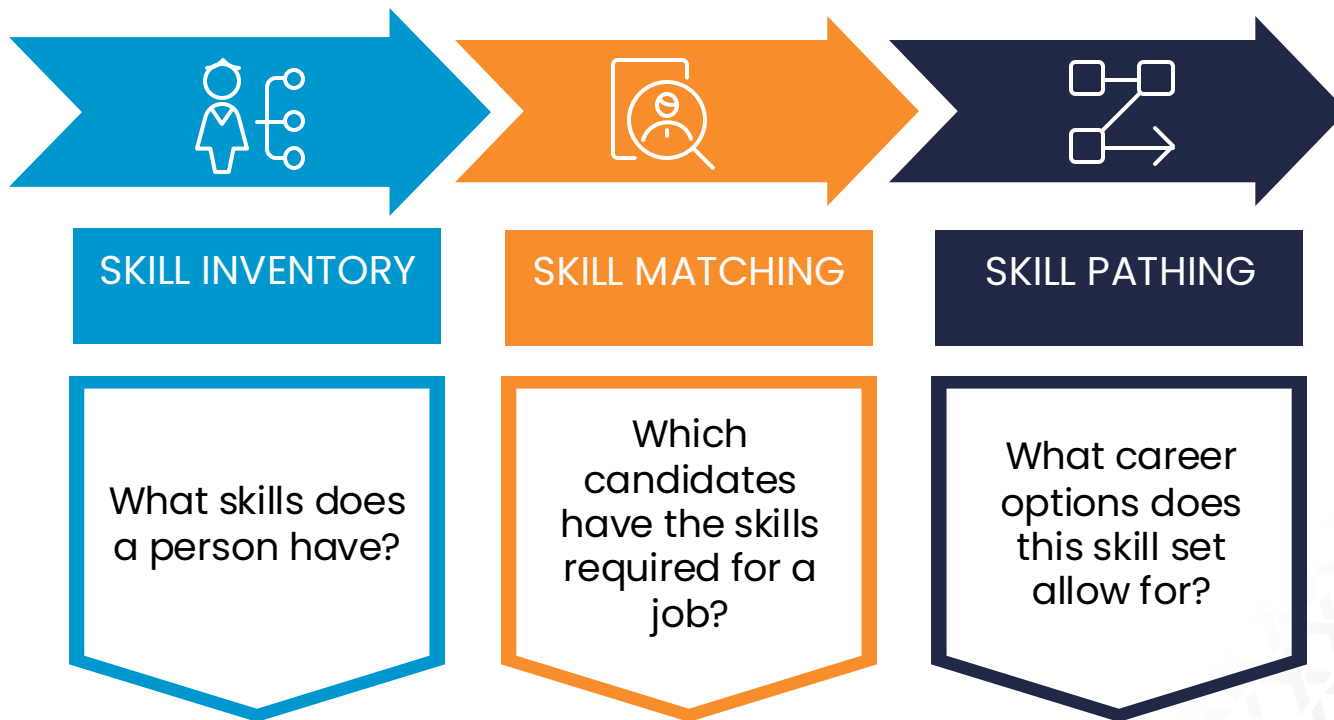 SKILL INVENTORY
SKILL MATCHING
SKILL PATHING
What skills does
a person have?
Which
candidates
have the skills
required for a
job?
What career
options does
this skill set
allow for?